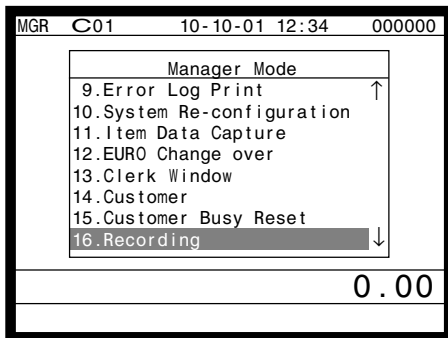 MGR C01 10-10-01 12:34 000000
Manager Mode
9.Error Log Print ↑
10.System Re-configuration
11.Item Data Capture
12.EURO Change over
13.Clerk Window
14.Customer
15.Customer Busy Reset
16.Recording ↓
0.00